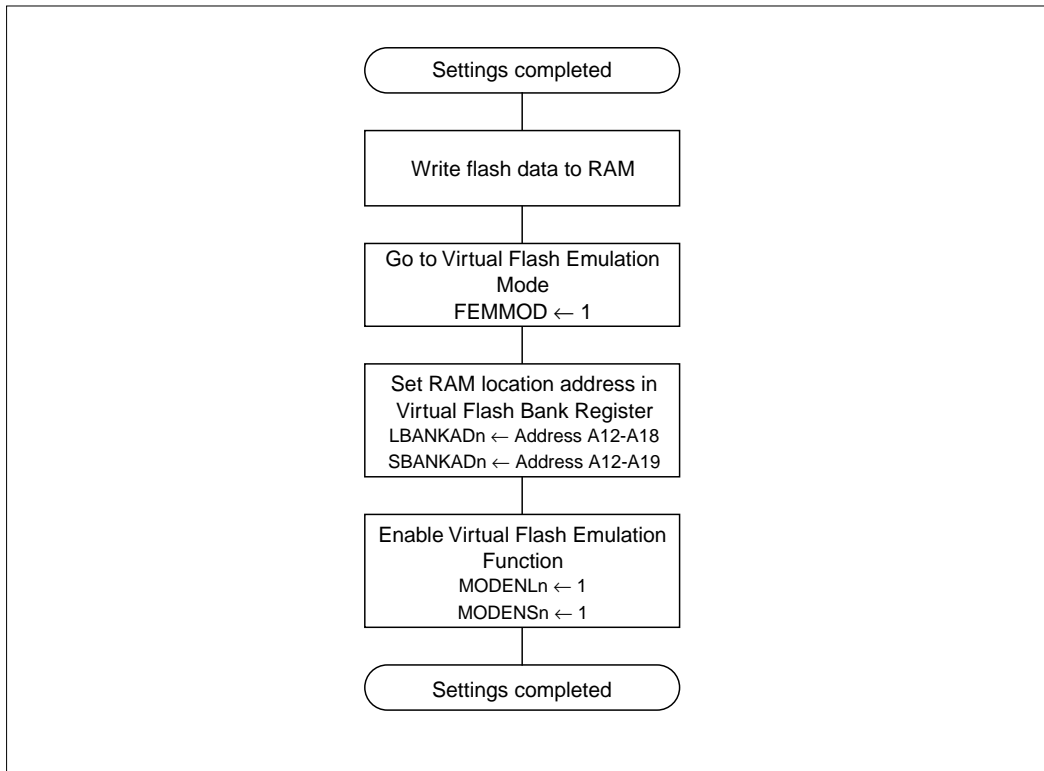 Settings completed
Write flash data to RAM
Go to Virtual Flash Emulation
Mode
FEMMOD ← 1
Set RAM location address in
Virtual Flash Bank Register
LBANKADn ← Address A12-A18
SBANKADn ← Address A12-A19
Enable Virtual Flash Emulation
Function
MODENLn ← 1
MODENSn ← 1
Settings completed